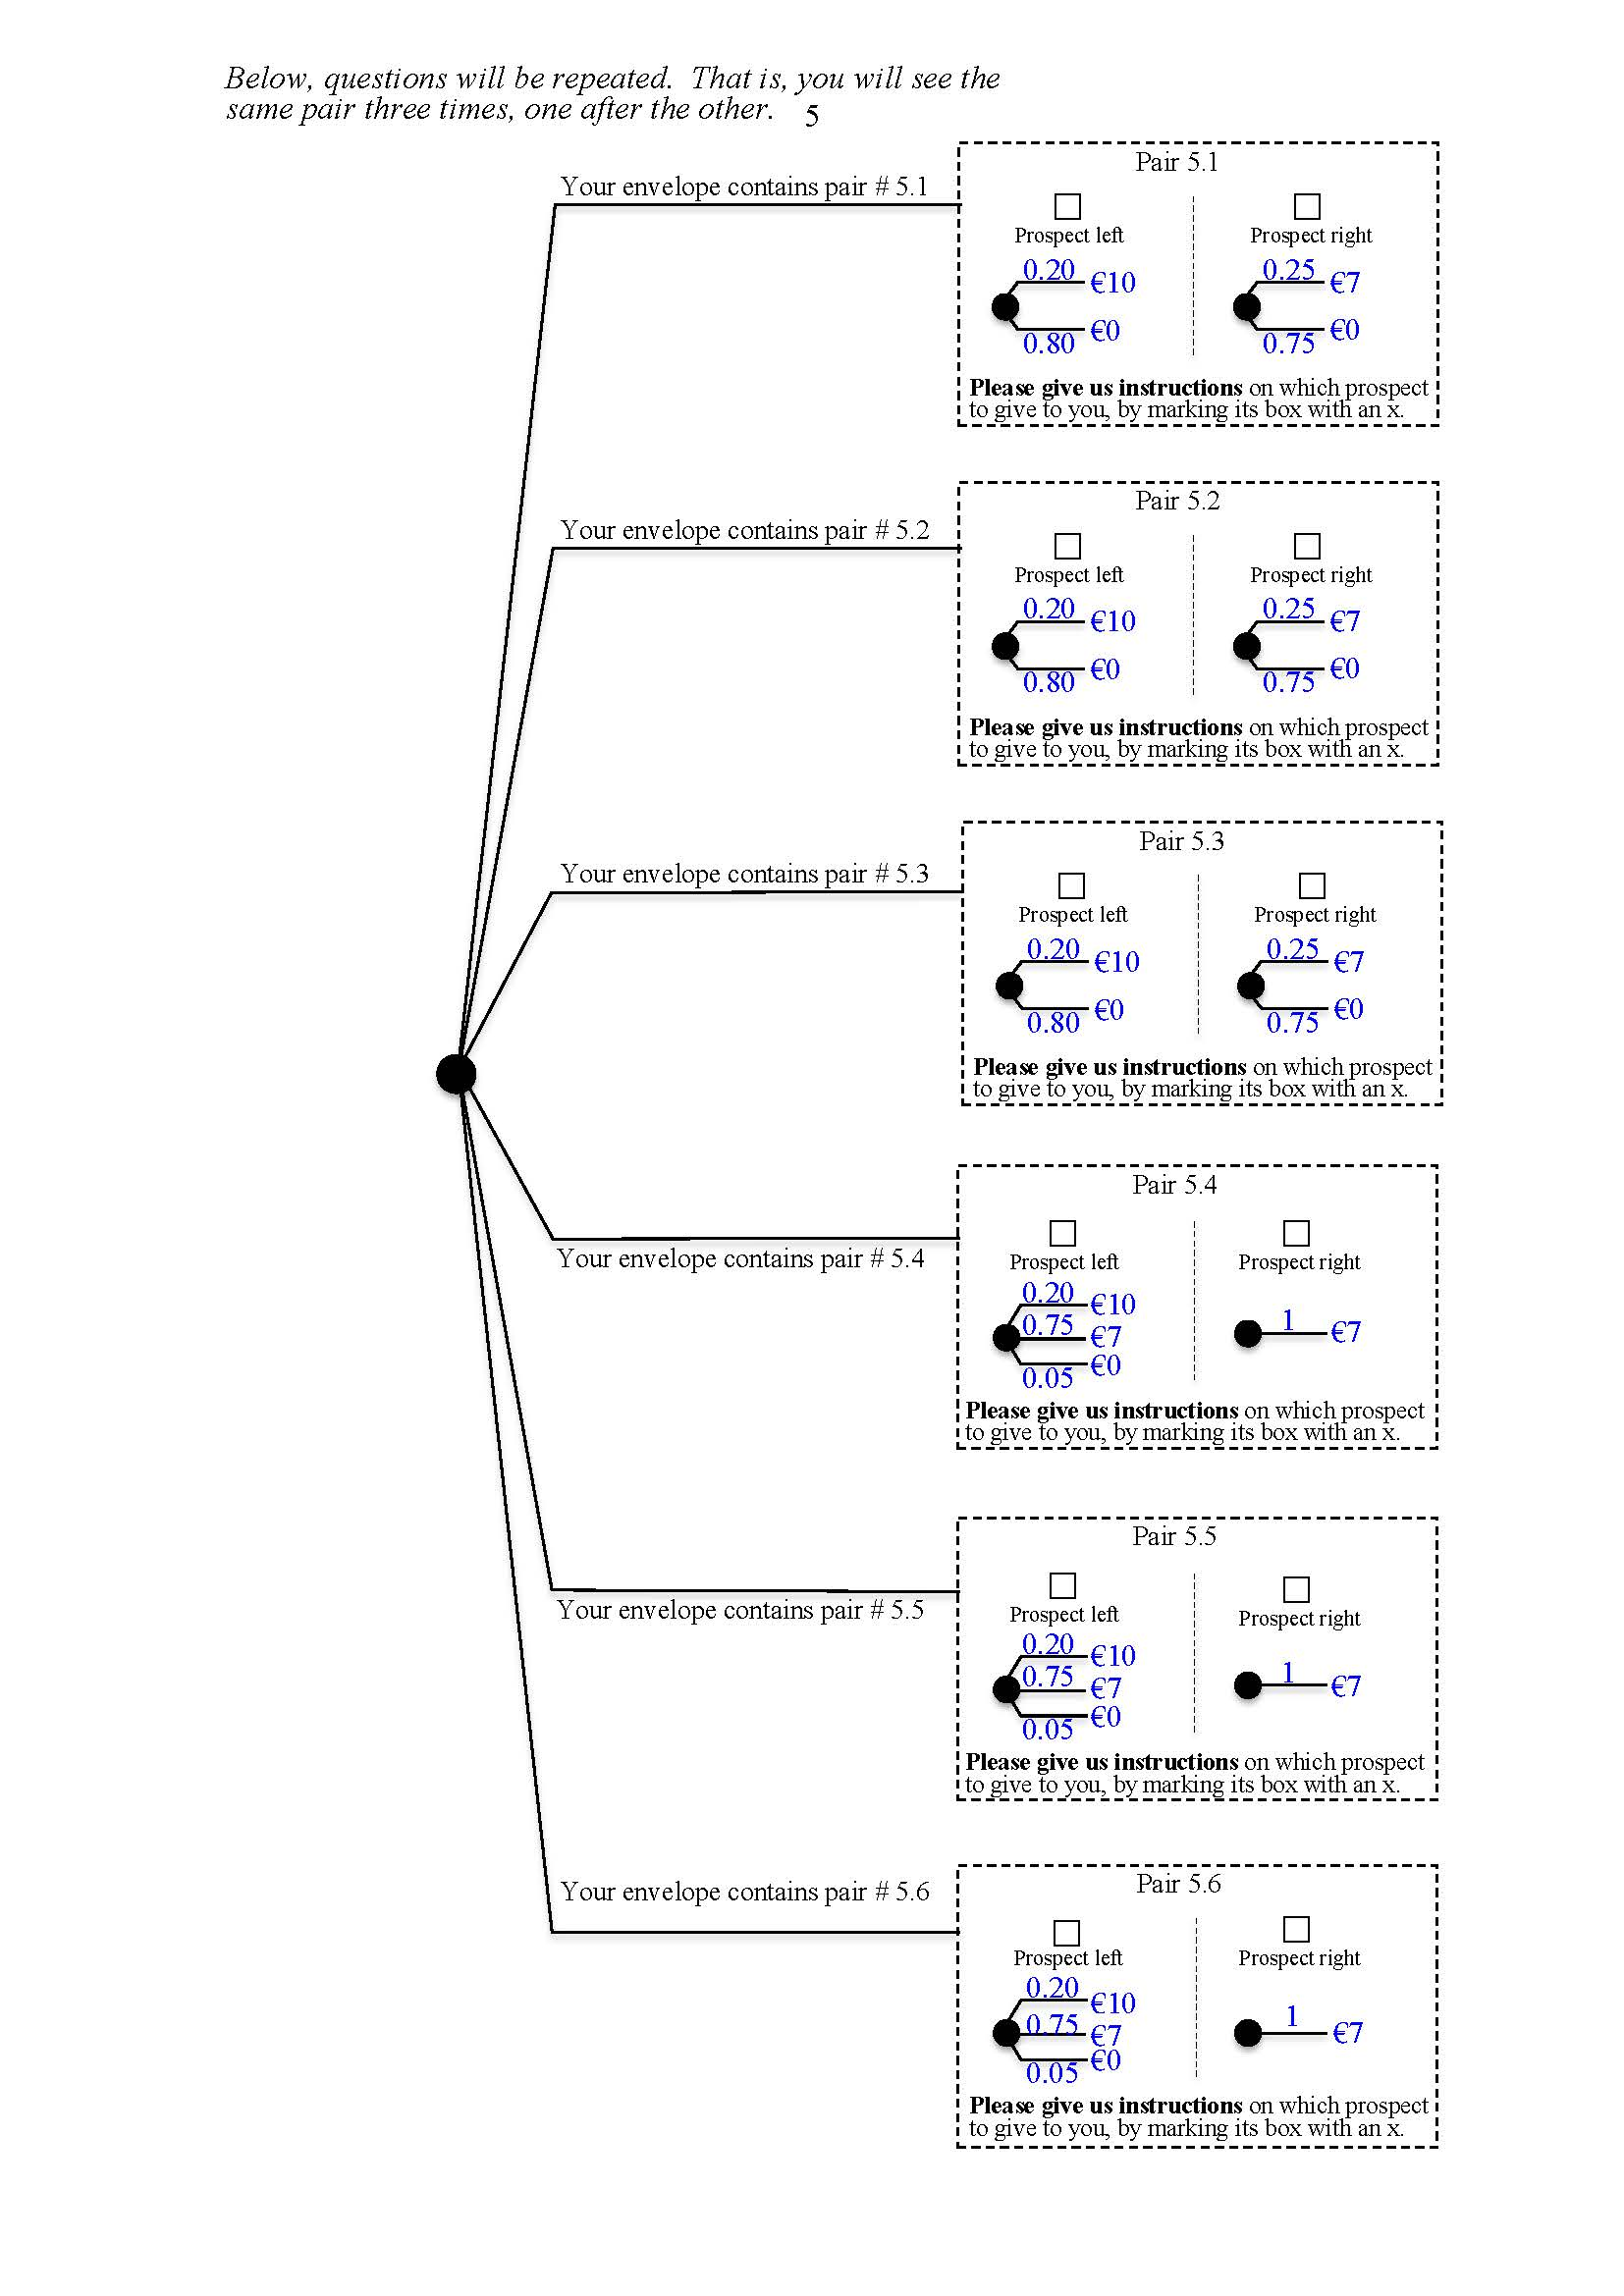 Below, questions will be repeated.  That is, you will see the
same pair three times, one after the other.   5
Your envelope contains pair # 5.1
Pair 5.1
Prospect left
Prospect right
0.20
€10
0.25
€7
€0
€0
0.80
0.75
Please give us instructions on which prospect
to give to you, by marking its box with an x.
Your envelope contains pair # 5.2
Pair 5.2
Prospect left
Prospect right
0.20
€10
0.25
€7
€0
€0
0.80
0.75
Please give us instructions on which prospect
to give to you, by marking its box with an x.
Your envelope contains pair # 5.3
Pair 5.3
Prospect left
Prospect right
0.20
€10
0.25
€7
€0
€0
0.80
0.75
Please give us instructions on which prospect
to give to you, by marking its box with an x.
Your envelope contains pair # 5.4
Pair 5.4
Prospect left
Prospect right
0.20
€10
0.75
€7
1
€7
€0
0.05
Please give us instructions on which prospect
to give to you, by marking its box with an x.
Your envelope contains pair # 5.5
Pair 5.5
Prospect left
Prospect right
0.20
€10
0.75
€7
1
€7
€0
0.05
Please give us instructions on which prospect
to give to you, by marking its box with an x.
Your envelope contains pair # 5.6
Pair 5.6
Prospect left
Prospect right
0.20
€10
0.75
€7
1
€7
€0
0.05
Please give us instructions on which prospect
to give to you, by marking its box with an x.